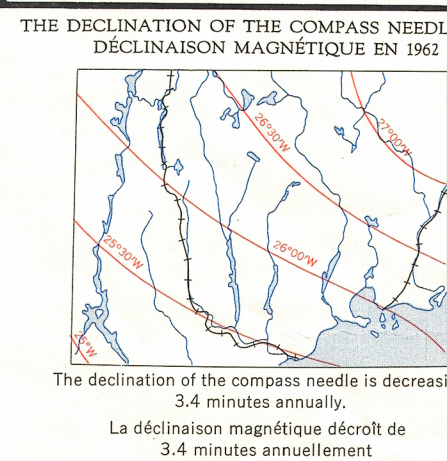 THE DECLINATION OF THE COMPASS NEEDL
DÉCLINAISON MAGNÉTIQUE EN 1962
26°30'W
27°00'W
25°30'W
26°00'W
25°W
The declination of the compass needle is decreasi
3.4 minutes annually.
La déclinaison magnétique décroît de
3.4 minutes annuellement